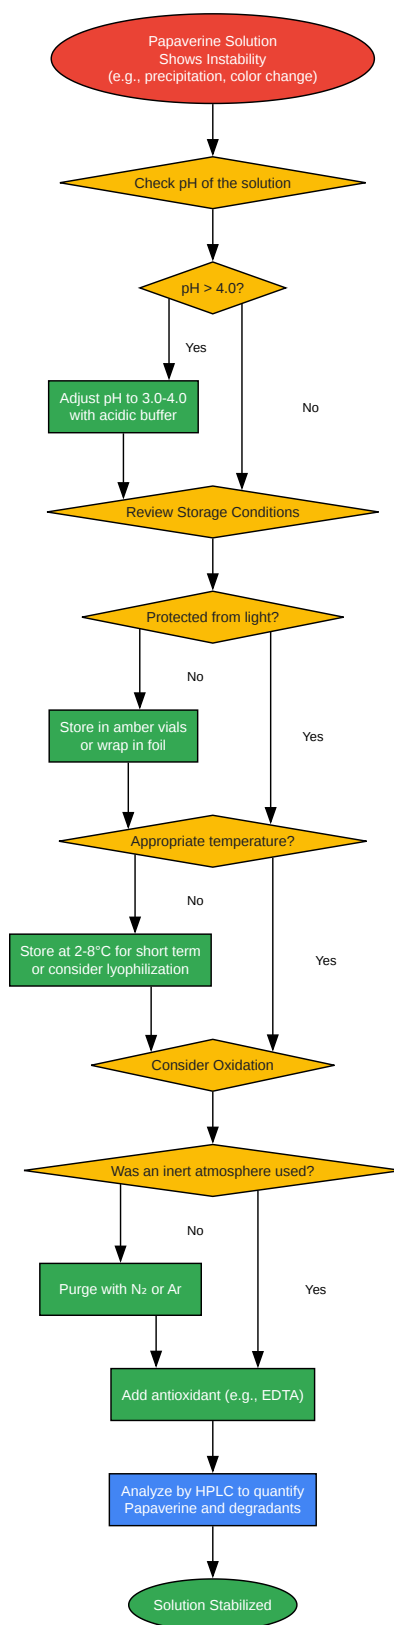 Papaverine Solution
Shows Instability
(e.g., precipitation, color change)
Check pH of the solution
pH > 4.0?
Yes
Adjust pH to 3.0-4.0
with acidic buffer
No
Review Storage Conditions
Protected from light?
No
Store in amber vials
or wrap in foil
Yes
Appropriate temperature?
No
Store at 2-8°C for short term
or consider lyophilization
Yes
Consider Oxidation
Was an inert atmosphere used?
No
Purge with N₂ or Ar
Yes
Add antioxidant (e.g., EDTA)
Analyze by HPLC to quantify
Papaverine and degradants
Solution Stabilized